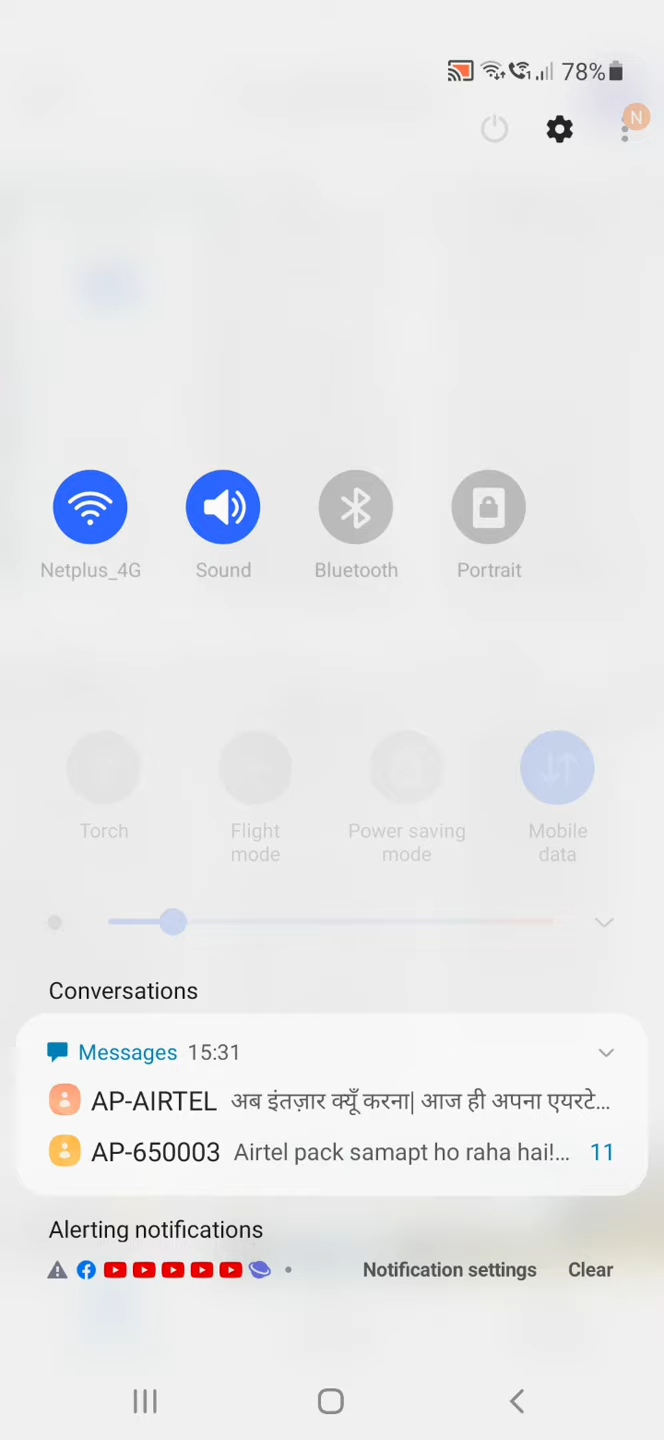 78%
N
Netplus_4G Sound Bluetooth Portrait
Torch Flight mode Power saving mode Mobile data
Conversations
Messages 15:31
AP-AIRTEL अब इंतज़ार क्यूँ करना| आज ही अपना एयरटे...
AP-650003 Airtel pack samapt ho raha hai!... 11
Alerting notifications
Notification settings Clear